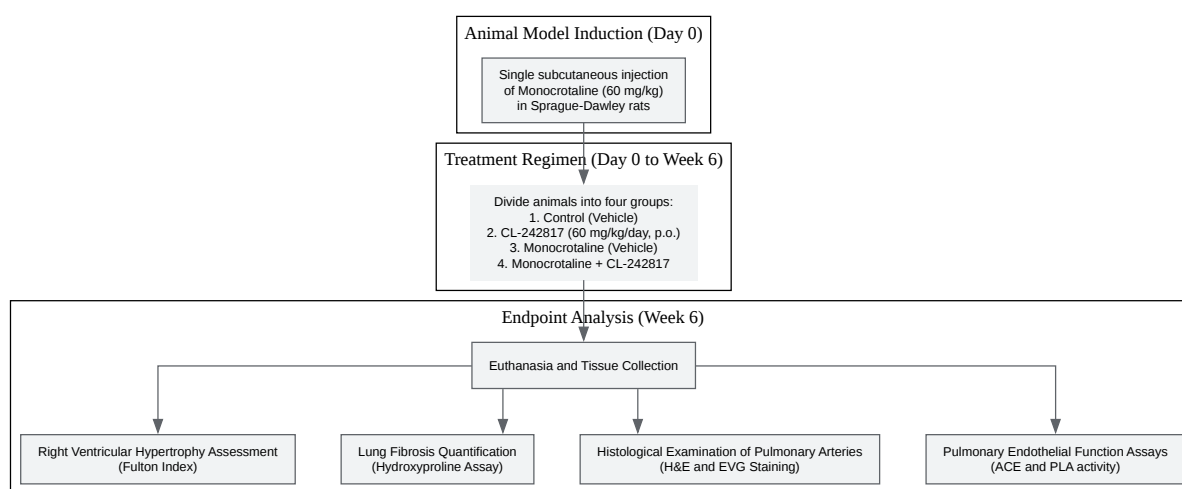 Animal Model Induction (Day 0)
Single subcutaneous injection
of Monocrotaline (60 mg/kg)
in Sprague-Dawley rats
Treatment Regimen (Day 0 to Week 6)
Divide animals into four groups:
1. Control (Vehicle)
2. CL-242817 (60 mg/kg/day, p.o.)
3. Monocrotaline (Vehicle)
4. Monocrotaline + CL-242817
Endpoint Analysis (Week 6)
Euthanasia and Tissue Collection
Right Ventricular Hypertrophy Assessment
(Fulton Index)
Lung Fibrosis Quantification
(Hydroxyproline Assay)
Histological Examination of Pulmonary Arteries
(H&E and EVG Staining)
Pulmonary Endothelial Function Assays
(ACE and PLA activity)